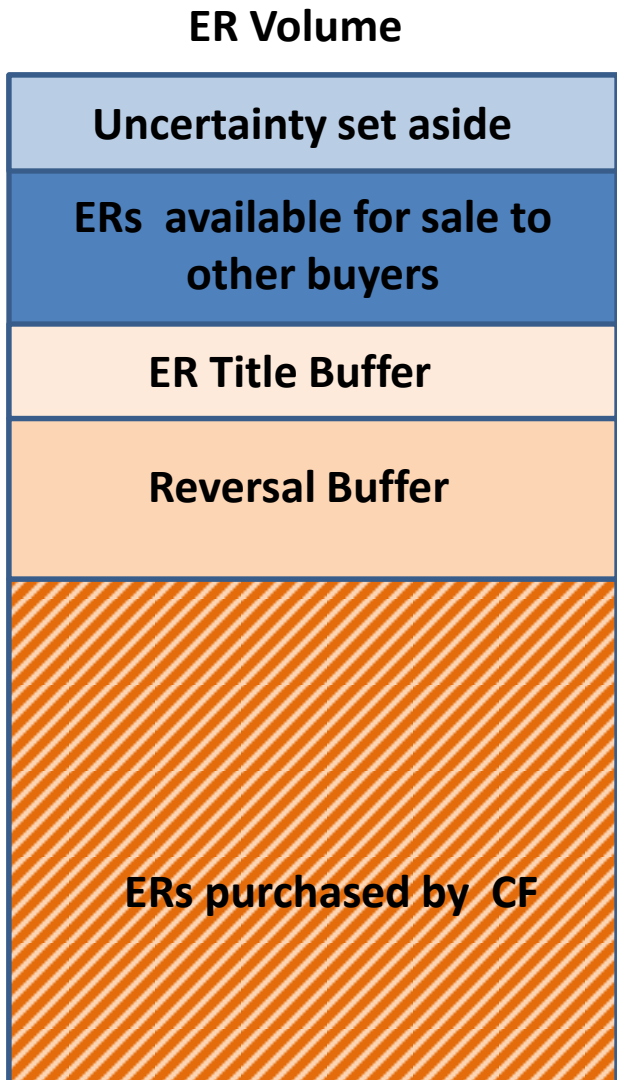 ER Volume
Uncertainty set aside
ERs available for sale to
other buyers
ER Title Buffer
Reversal Buffer
ERs purchased by CF